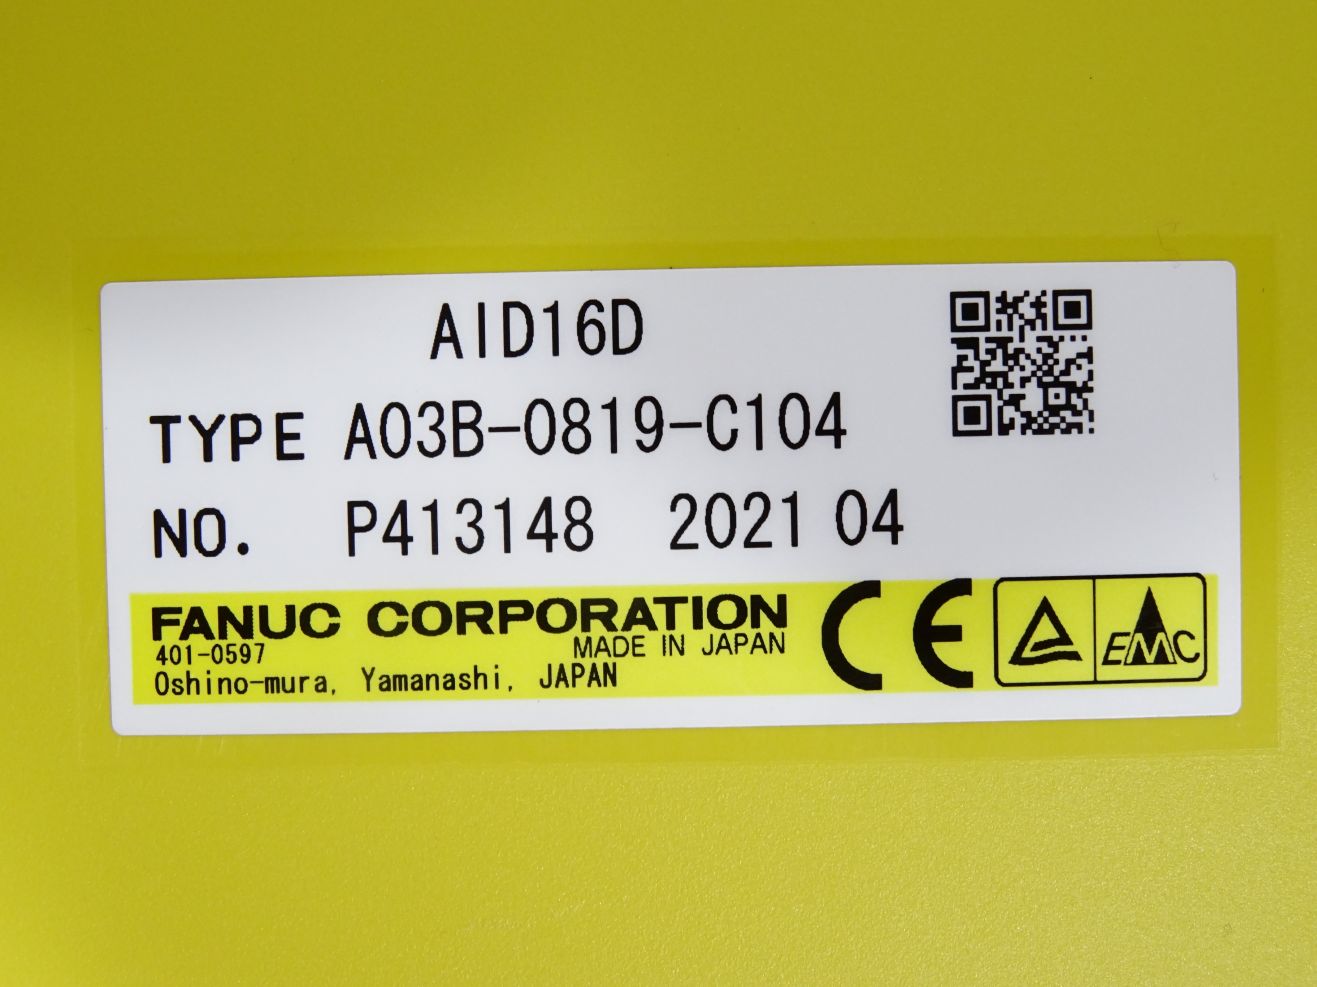 AID16D
TYPE A03B-0819-C104
NO. P413148 2021 04
FANUC CORPORATION
401-0597 MADE IN JAPAN
Oshino-mura, Yamanashi, JAPAN
CE
EMC